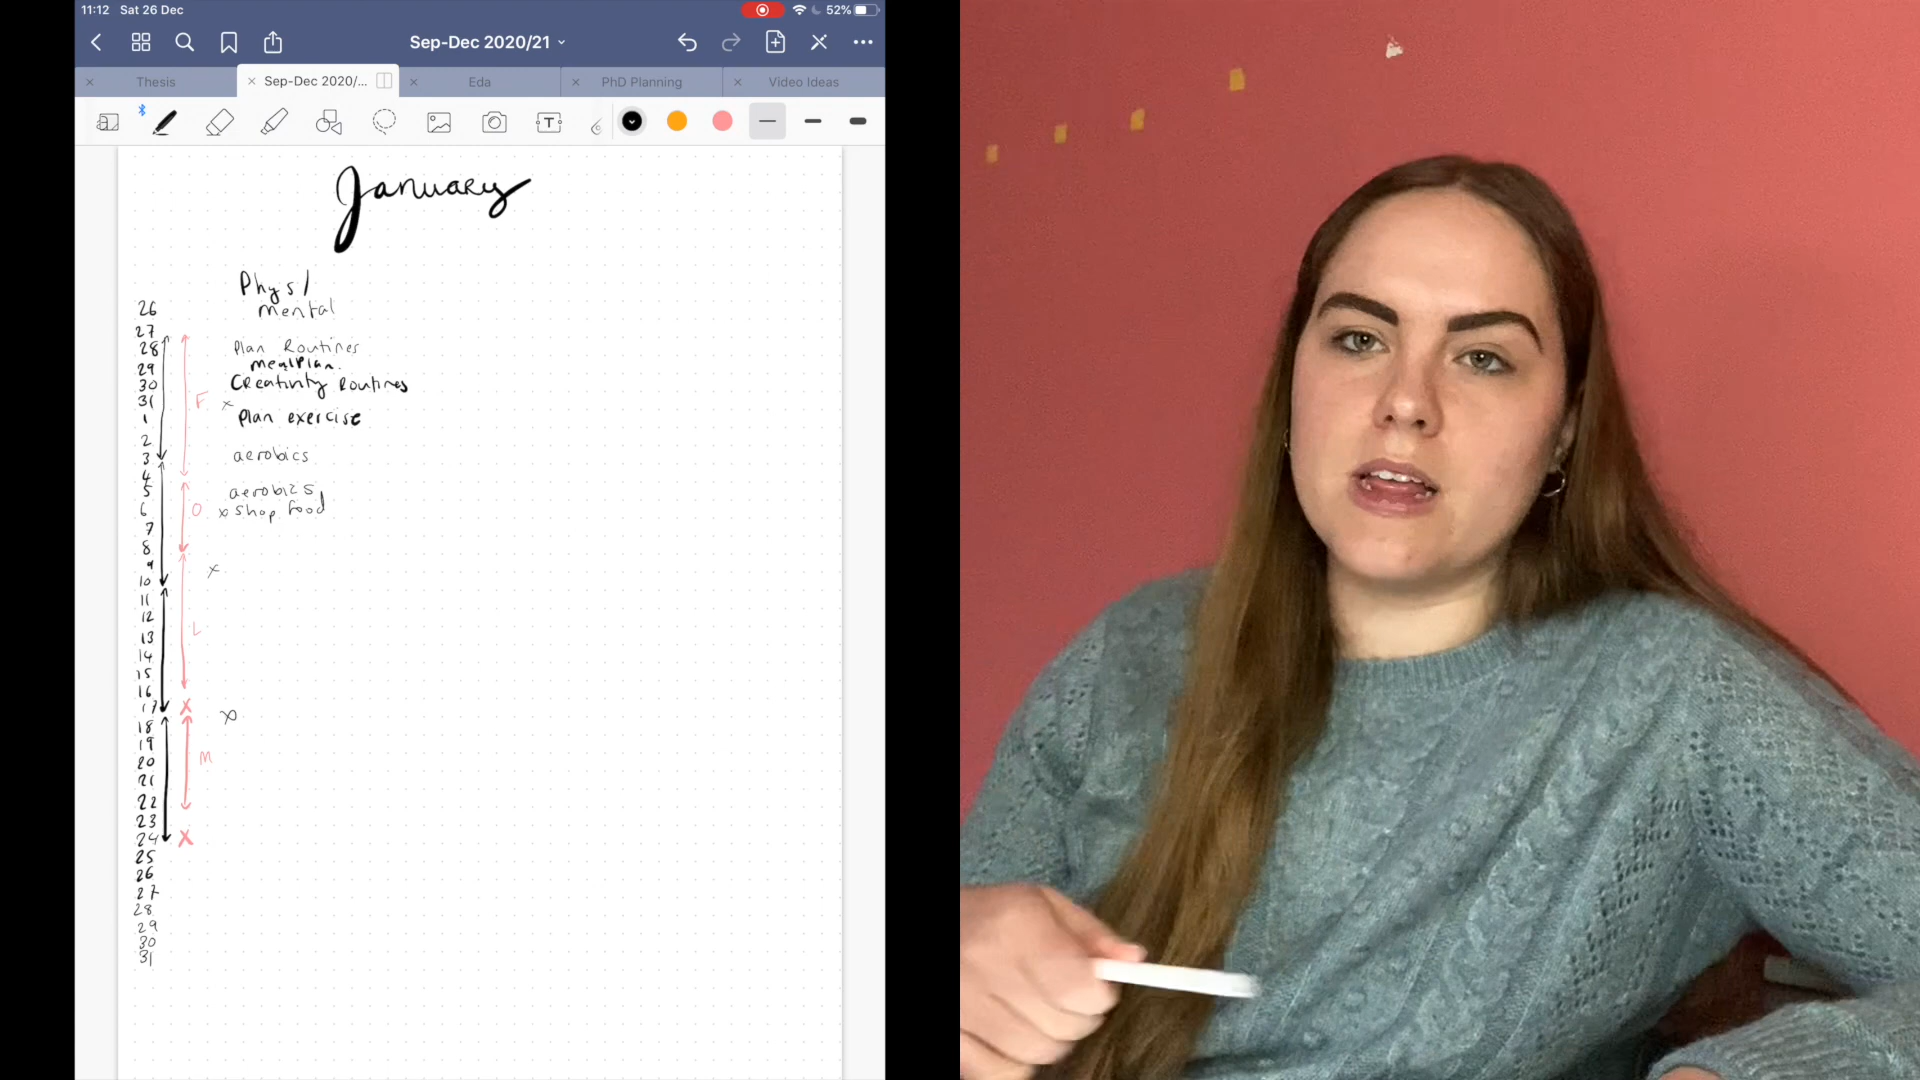 11:12 Sat 26 Dec
52%
Sep-Dec 2020/21
Thesis
Sep-Dec 2020/...
Eda
PhD Planning
Video Ideas
January
Phys/
mental
26
27
28 Plan Routines
29 mealplan.
30 Creativity Routines
31 F x
1 plan exercise
2
3 aerobics
4
5 aerobics
6 O x shop food
7
8
9 x
10
11
12
13 L
14
15
16
17 X
18 x
19
20 M
21
22
23
24 X
25
26
27
28
29
30
31